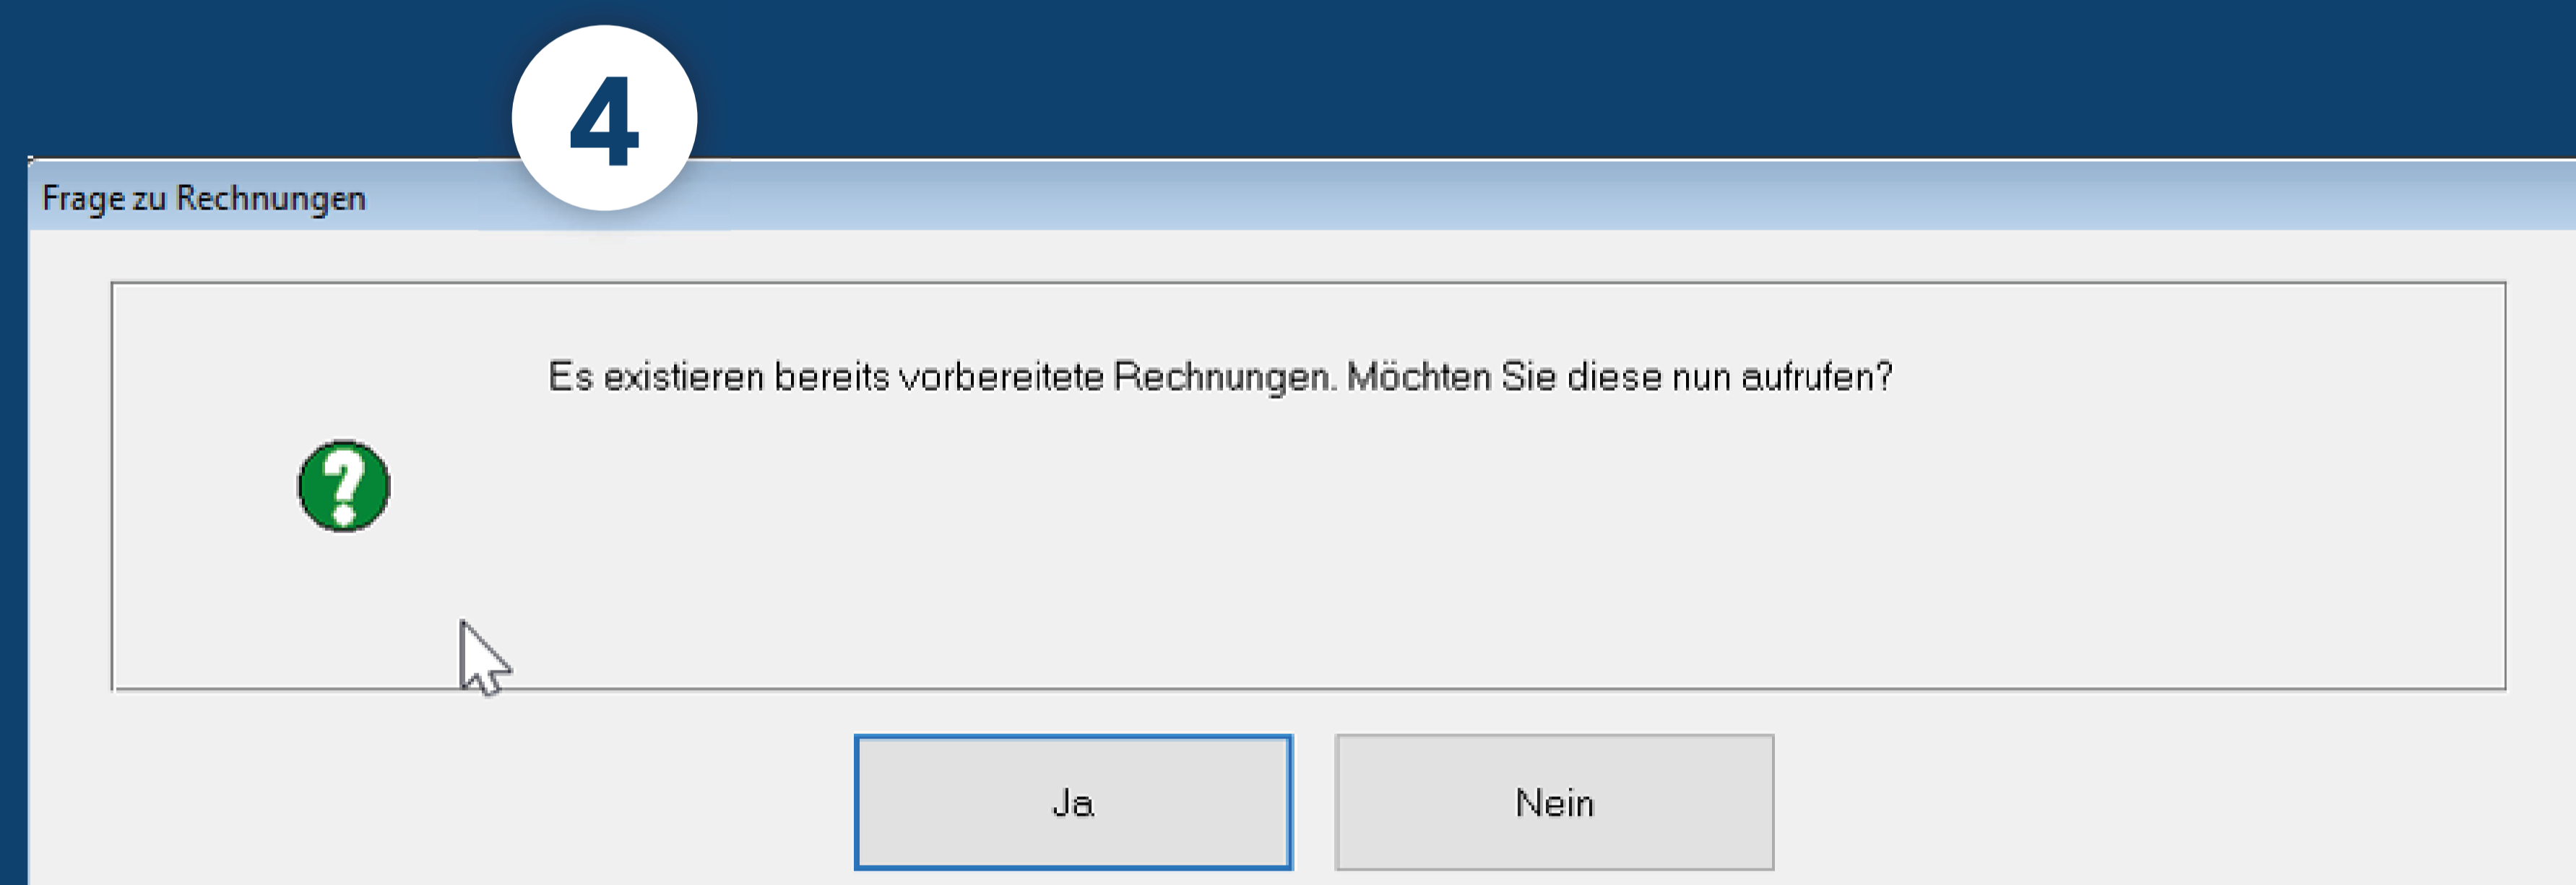 4
Frage zu Rechnungen
Es existieren bereits vorbereitete Rechnungen. Möchten Sie diese nun aufrufen?
?
Ja
Nein